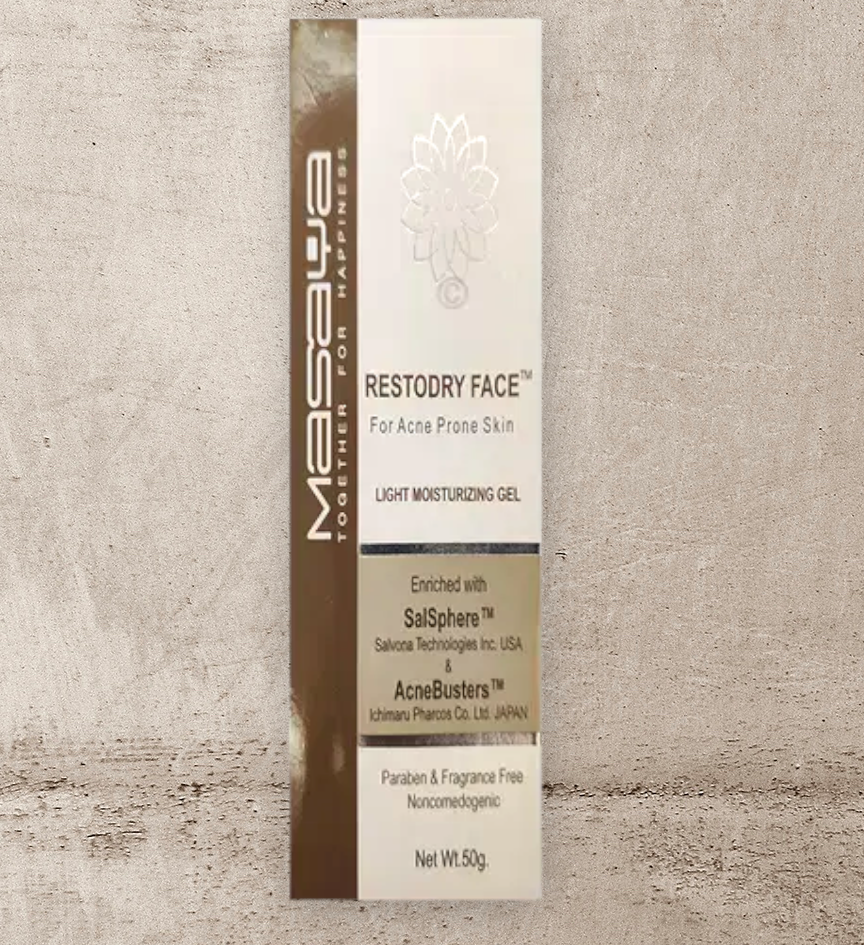 Masaya
TOGETHER FOR HAPPINESS
©
RESTODRY FACE™
For Acne Prone Skin
LIGHT MOISTURIZING GEL
Enriched with
SalSphere™
Salvona Technologies Inc. USA
&
AcneBusters™
Ichimaru Pharcos Co. Ltd. JAPAN
Paraben & Fragrance Free
Noncomedogenic
Net Wt.50g.